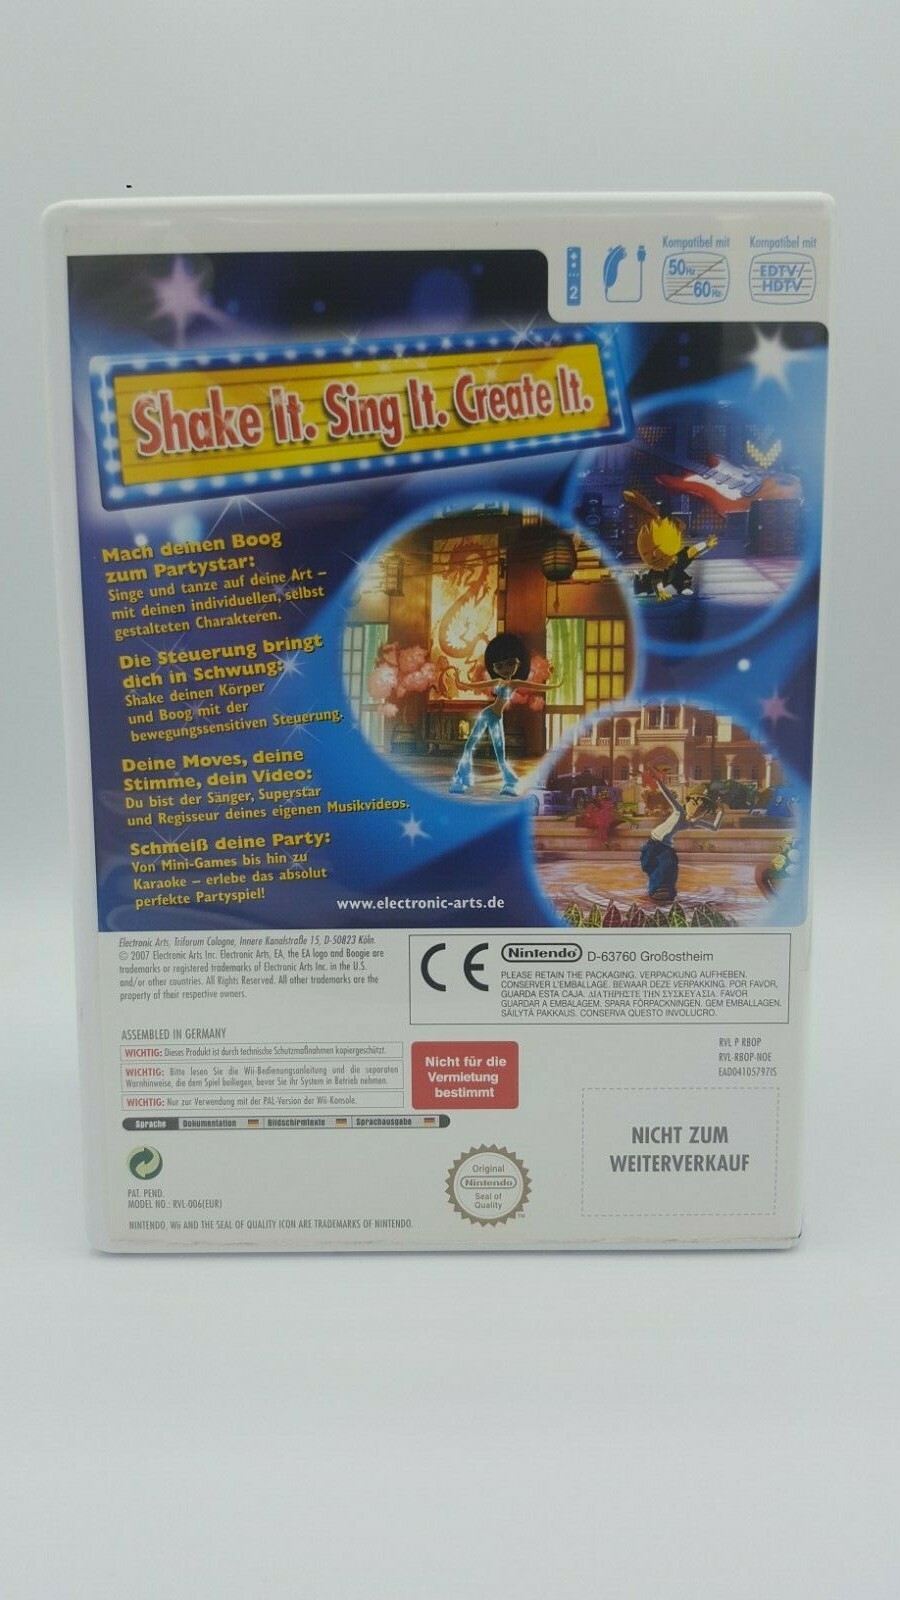 Kompatibel mit
50Hz
60Hz
Kompatibel mit
EDTV/
HDTV
2
Shake it. Sing It. Create It.
Mach deinen Boog
zum Partystar:
Singe und tanze auf deine Art –
mit deinen individuellen, selbst
gestalteten Charakteren.
Die Steuerung bringt
dich in Schwung:
Shake deinen Körper
und Boog mit der
bewegungssensitiven Steuerung.
Deine Moves, deine
Stimme, dein Video:
Du bist der Sänger, Superstar
und Regisseur deines eigenen Musikvideos.
Schmeiß deine Party:
Von Mini-Games bis hin zu
Karaoke – erlebe das absolut
perfekte Partyspiel!
www.electronic-arts.de
Electronic Arts, Triforum Cologne, Innere Kanalstraße 15, D-50823 Köln.
© 2007 Electronic Arts Inc. Electronic Arts, EA, the EA logo and Boogie are
trademarks or registered trademarks of Electronic Arts Inc. in the U.S.
and/or other countries. All Rights Reserved. All other trademarks are the
property of their respective owners.
CE
Nintendo D-63760 Großostheim
PLEASE RETAIN THE PACKAGING. VERPACKUNG AUFHEBEN.
CONSERVER L'EMBALLAGE. BEWAAR DEZE VERPAKKING. POR FAVOR,
GUARDA ESTA CAJA. ΔΙΑΤΗΡΗΣΤΕ ΤΗΝ ΣΥΣΚΕΥΑΣΙΑ. FAVOR
GUARDAR A EMBALAGEM. SPARA FÖRPACKNINGEN. GEM EMBALLAGEN.
SÄILYTÄ PAKKAUS. CONSERVA QUESTO INVOLUCRO.
ASSEMBLED IN GERMANY
WICHTIG: Dieses Produkt ist durch technische Schutzmaßnahmen kopiergeschützt.
WICHTIG: Bitte lesen Sie die Wii-Bedienungsanleitung und die separaten
Warnhinweise, die dem Spiel beiliegen, bevor Sie ihr System in Betrieb nehmen.
WICHTIG: Nur zur Verwendung mit der PAL-Version der Wii-Konsole.
Nicht für die
Vermietung
bestimmt
RVL P RBOP
RVL-RBOP-NOE
EAD04105797IS
Sprache Dokumentation Bildschirmtexte Sprachausgabe
NICHT ZUM
WEITERVERKAUF
Original
Nintendo
Seal of
Quality
TM
PAT. PEND.
MODEL NO.: RVL-006(EUR)
NINTENDO, Wii AND THE SEAL OF QUALITY ICON ARE TRADEMARKS OF NINTENDO.